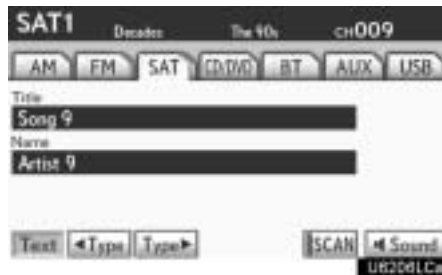 SAT1 Decades The 90s CH009
AM FM SAT CD/DVD BT AUX USB
Title
Song 9
Name
Artist 9
Text ◄Type Type► SCAN Sound
U6206LCa